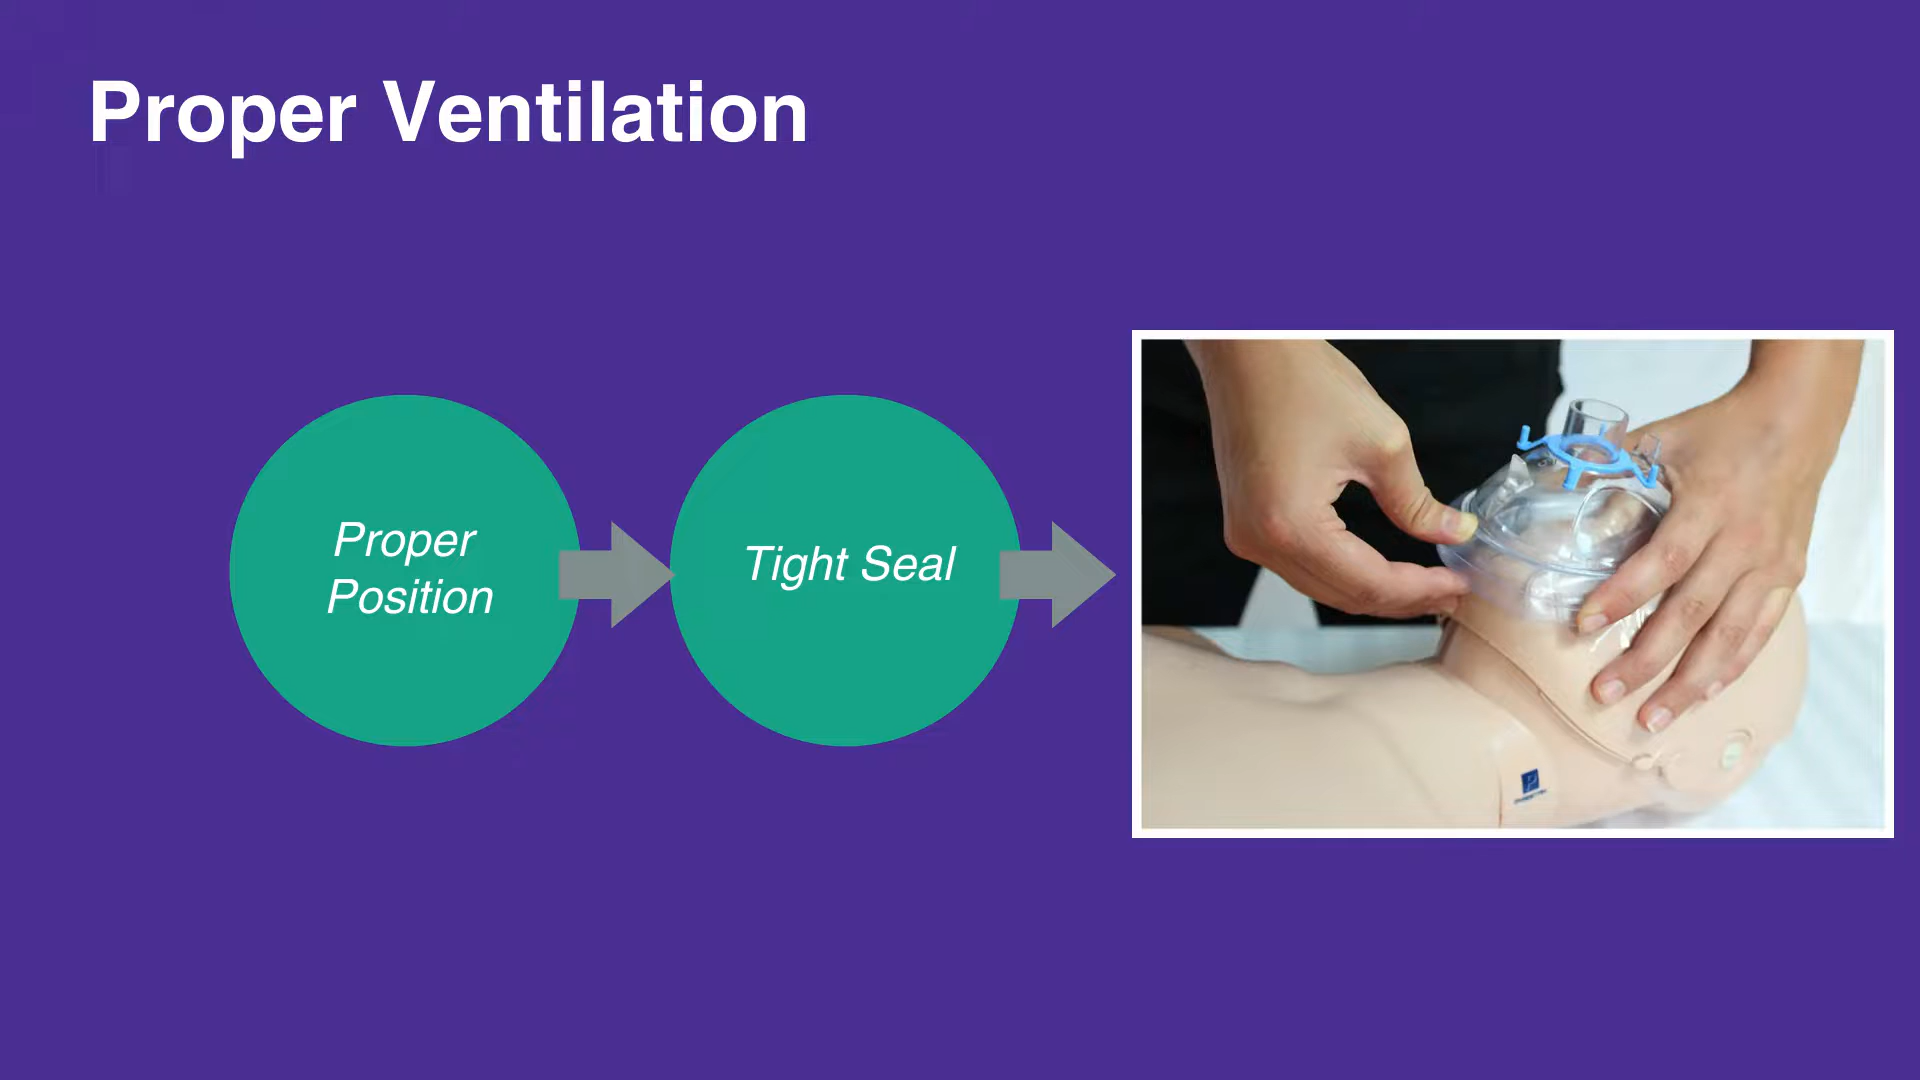 Proper Ventilation
Proper
Position
Tight Seal